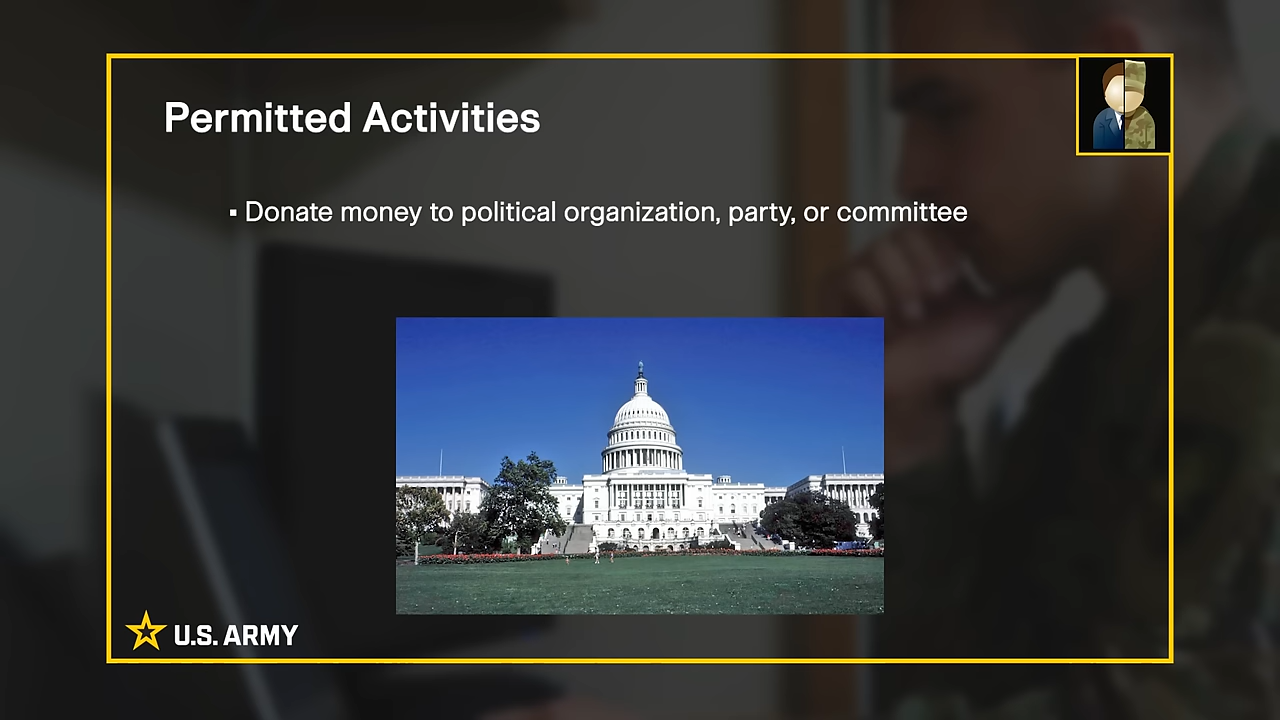 Permitted Activities
▪ Donate money to political organization, party, or committee
U.S. ARMY